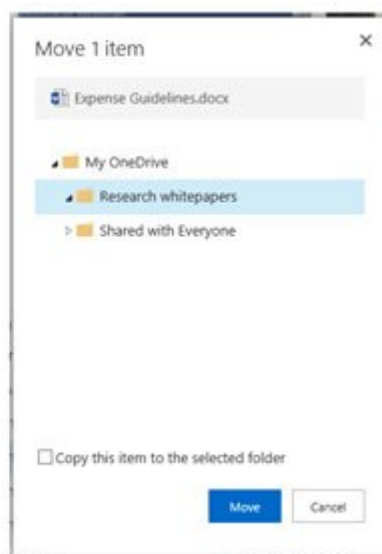 Move 1 item
Expense Guidelines.docx
My OneDrive
Research whitepapers
Shared with Everyone
Copy this item to the selected folder
Move
Cancel